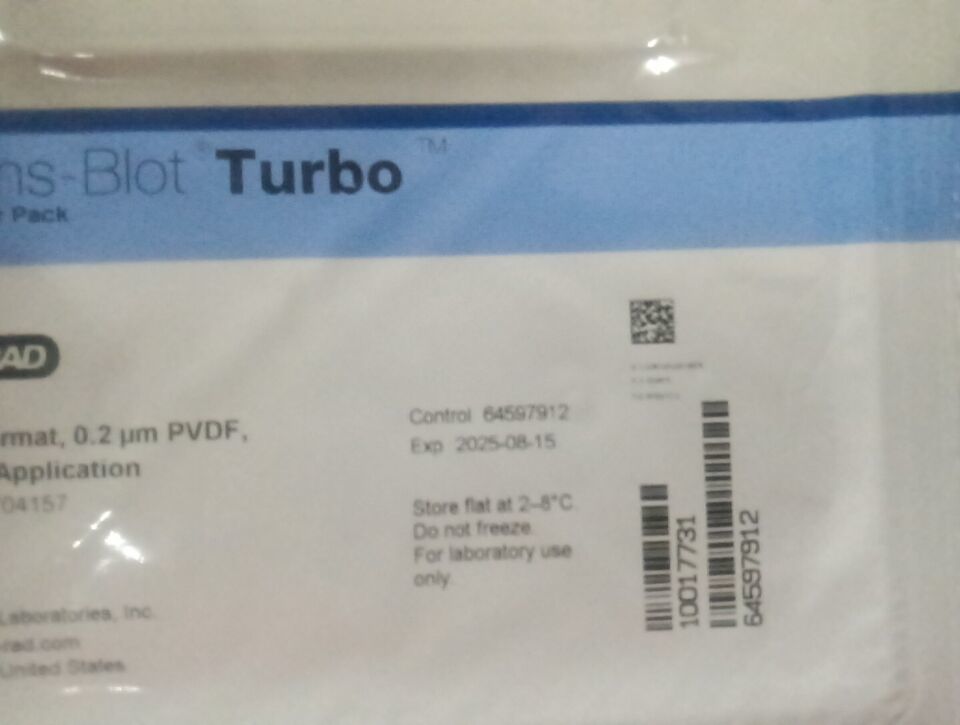 ns-Blot® Turbo™
r Pack
AD
rmat, 0.2 µm PVDF,
Application
04157
Laboratories, Inc.
-rad.com
United States
Control 64597912
Exp 2025-08-15
Store flat at 2–8°C.
Do not freeze.
For laboratory use
only.
10017731
64597912